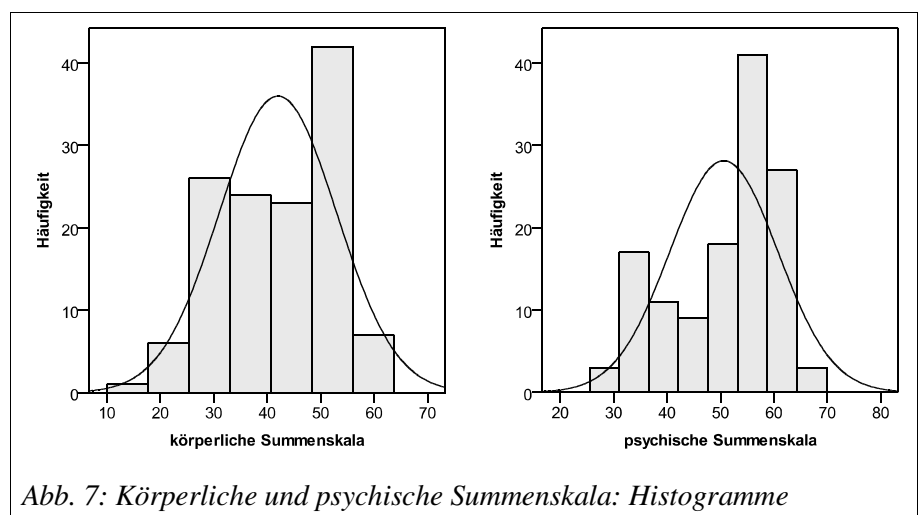 Häufigkeit
40
30
20
10
0
10 20 30 40 50 60 70
körperliche Summenskala
Häufigkeit
40
30
20
10
0
20 30 40 50 60 70 80
psychische Summenskala
Abb. 7: Körperliche und psychische Summenskala: Histogramme